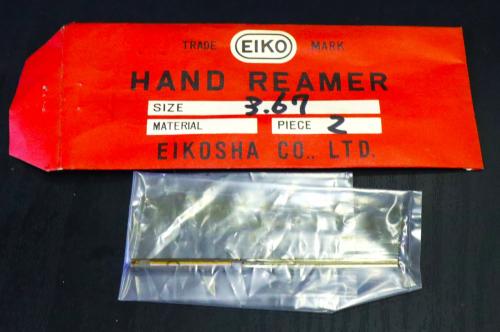 TRADE EIKO MARK
HAND REAMER
SIZE 3.67
MATERIAL PIECE 2
EIKOSHA CO., LTD.